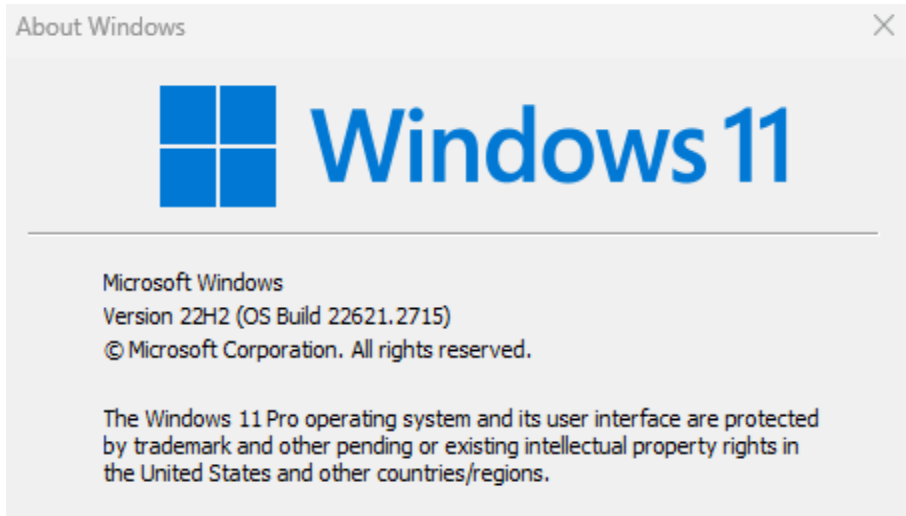 About Windows
Windows 11
Microsoft Windows
Version 22H2 (OS Build 22621.2715)
© Microsoft Corporation. All rights reserved.
The Windows 11 Pro operating system and its user interface are protected
by trademark and other pending or existing intellectual property rights in
the United States and other countries/regions.